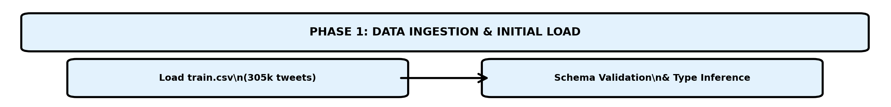 PHASE 1: DATA INGESTION & INITIAL LOAD
Load train.csv\n(305k tweets)
Schema Validation\n& Type Inference